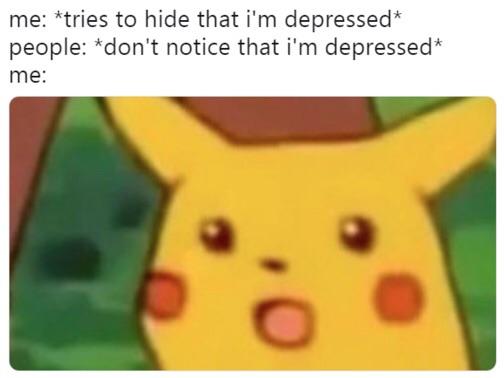 me: *tries to hide that i'm depressed*
people: *don't notice that i'm depressed*
me: